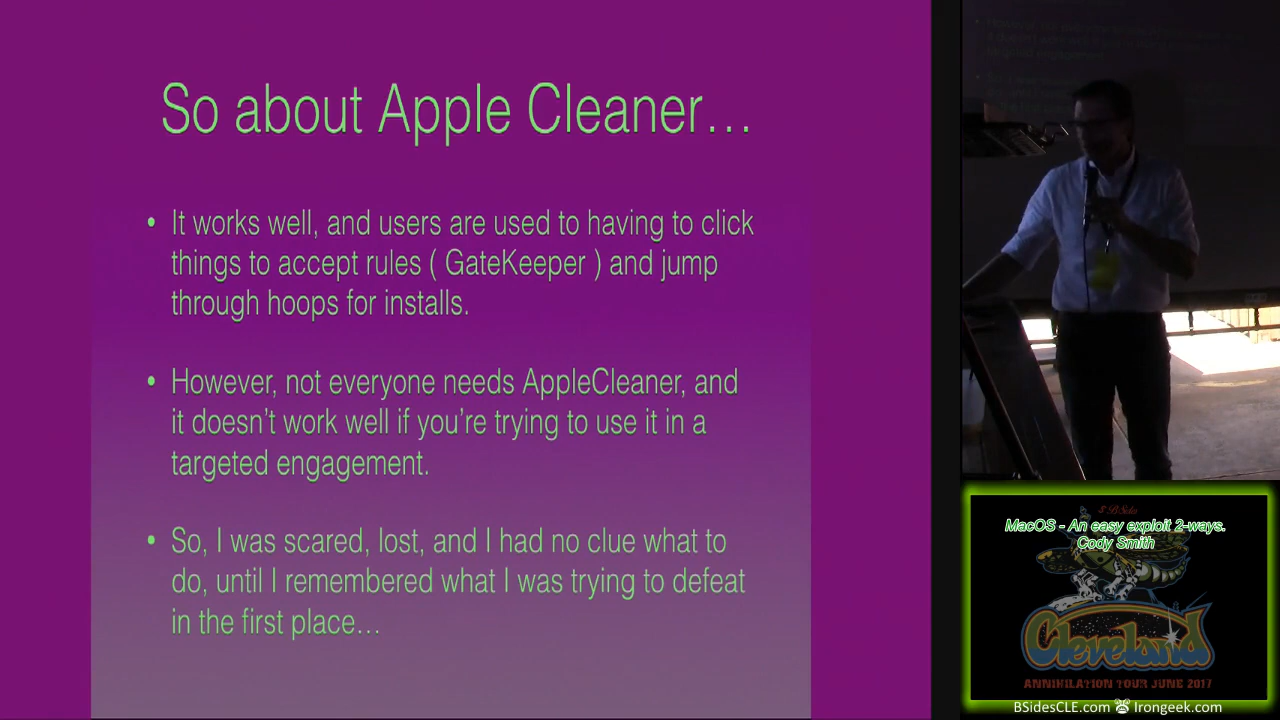 So about Apple Cleaner...
• It works well, and users are used to having to click
things to accept rules ( GateKeeper ) and jump
through hoops for installs.
• However, not everyone needs AppleCleaner, and
it doesn't work well if you're trying to use it in a
targeted engagement.
• So, I was scared, lost, and I had no clue what to
do, until I remembered what I was trying to defeat
in the first place...
BSides
MacOS - An easy exploit 2-ways.
Cody Smith
Cleveland
ANNIHILATION TOUR JUNE 2017
BSidesCLE.com Irongeek.com